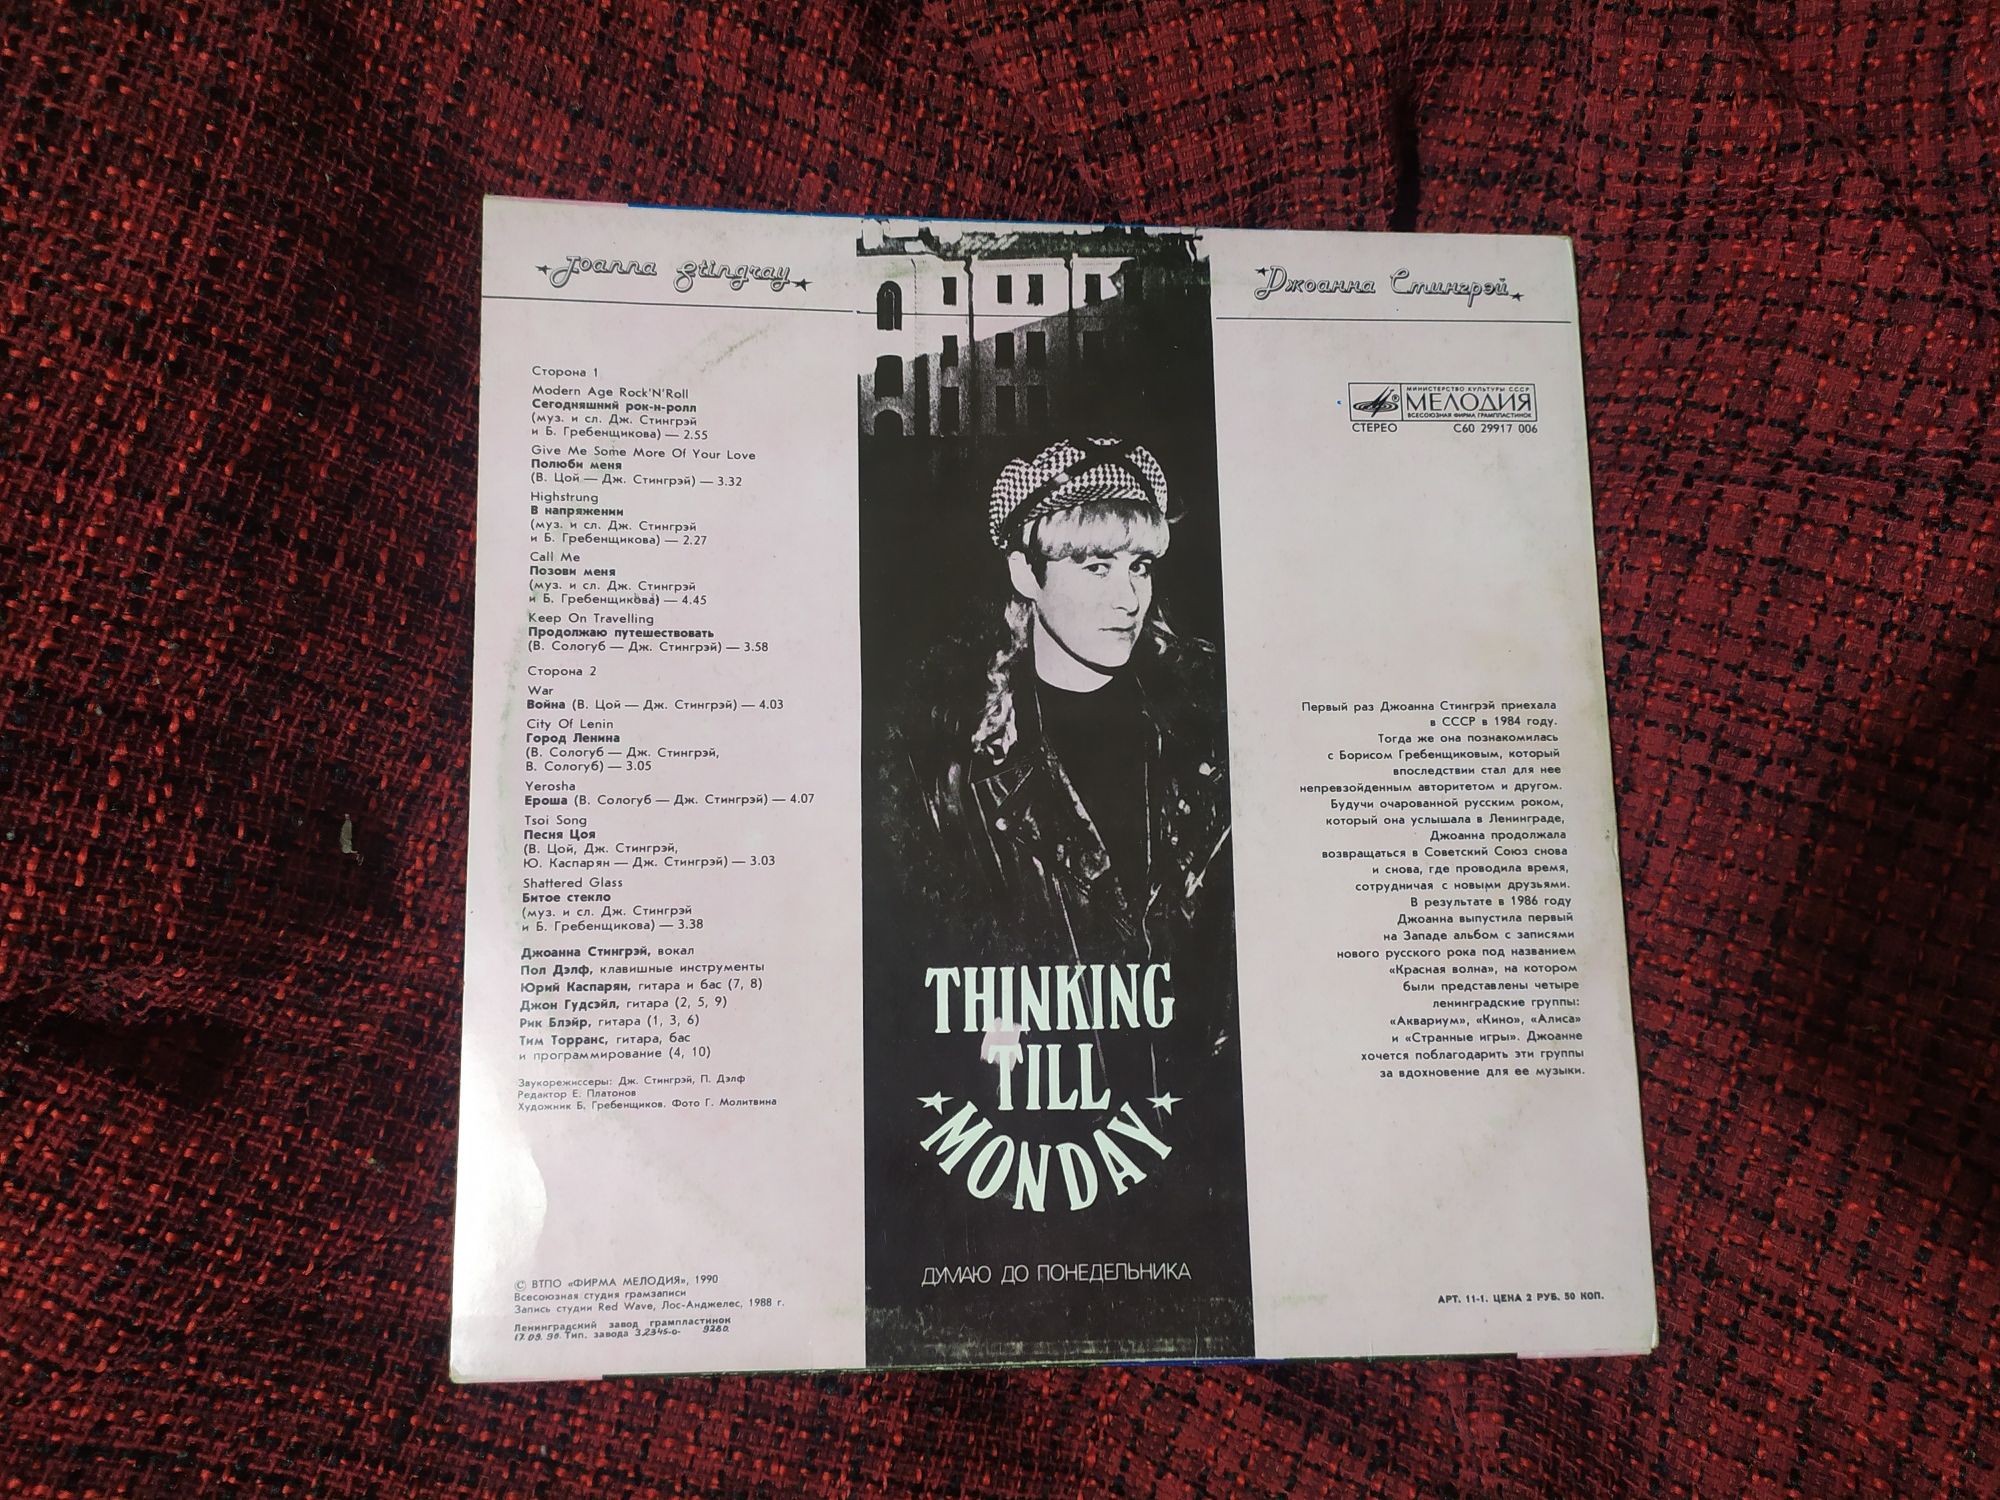 Joanna Stingray
Джоанна Стингрэй
Сторона 1
Modern Age Rock'N'Roll
Сегодняшний рок-н-ролл
(муз. и сл. Дж. Стингрэй
и Б. Гребенщикова) — 2.55
Give Me Some More Of Your Love
Полюби меня
(В. Цой — Дж. Стингрэй) — 3.32
Highstrung
В напряжении
(муз. и сл. Дж. Стингрэй
и Б. Гребенщикова) — 2.27
Call Me
Позови меня
(муз. и сл. Дж. Стингрэй
и Б. Гребенщикова) — 4.45
Keep On Travelling
Продолжаю путешествовать
(В. Сологуб — Дж. Стингрэй) — 3.58
Сторона 2
War
Война (В. Цой — Дж. Стингрэй) — 4.03
City Of Lenin
Город Ленина
(В. Сологуб — Дж. Стингрэй,
В. Сологуб) — 3.05
Yerosha
Ероша (В. Сологуб — Дж. Стингрэй) — 4.07
Tsoi Song
Песня Цоя
(В. Цой, Дж. Стингрэй,
Ю. Каспарян — Дж. Стингрэй) — 3.03
Shattered Glass
Битое стекло
(муз. и сл. Дж. Стингрэй
и Б. Гребенщикова) — 3.38
Джоанна Стингрэй, вокал
Пол Дэлф, клавишные инструменты
Юрий Каспарян, гитара и бас (7, 8)
Джон Гудсэйл, гитара (2, 5, 9)
Рик Блэйр, гитара (1, 3, 6)
Тим Торранс, гитара, бас
и программирование (4, 10)
Звукорежиссеры: Дж. Стингрэй, П. Дэлф
Редактор Е. Платонов
Художник Б. Гребенщиков. Фото Г. Молитвина
© ВТПО «ФИРМА МЕЛОДИЯ», 1990
Всесоюзная студия грамзаписи
Запись студии Red Wave, Лос-Анджелес, 1988 г.
Ленинградский завод грампластинок
17.09.90. Тип. завода З.2345-0- 9280.
THINKING
TILL
MONDAY
ДУМАЮ ДО ПОНЕДЕЛЬНИКА
МИНИСТЕРСТВО КУЛЬТУРЫ СССР
МЕЛОДИЯ
ВСЕСОЮЗНАЯ ФИРМА ГРАМПЛАСТИНОК
СТЕРЕО С60 29917 006
Первый раз Джоанна Стингрэй приехала
в СССР в 1984 году.
Тогда же она познакомилась
с Борисом Гребенщиковым, который
впоследствии стал для нее
непревзойденным авторитетом и другом.
Будучи очарованной русским роком,
который она услышала в Ленинграде,
Джоанна продолжала
возвращаться в Советский Союз снова
и снова, где проводила время,
сотрудничая с новыми друзьями.
В результате в 1986 году
Джоанна выпустила первый
на Западе альбом с записями
нового русского рока под названием
«Красная волна», на котором
были представлены четыре
ленинградские группы:
«Аквариум», «Кино», «Алиса»
и «Странные игры». Джоанне
хочется поблагодарить эти группы
за вдохновение для ее музыки.
АРТ. 11-1. ЦЕНА 2 РУБ. 50 КОП.